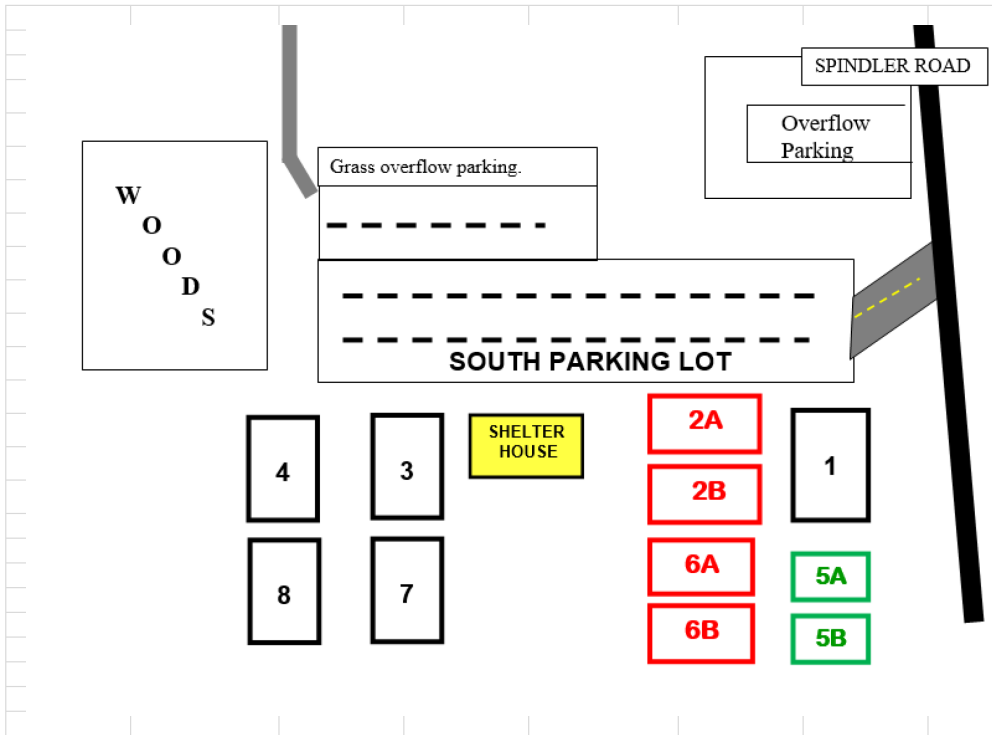 SPINDLER ROAD
Overflow
Parking
Grass overflow parking.
W
O
O
D
S
SOUTH PARKING LOT
SHELTER
HOUSE
2A
1
4
3
2B
6A
5A
8
7
6B
5B